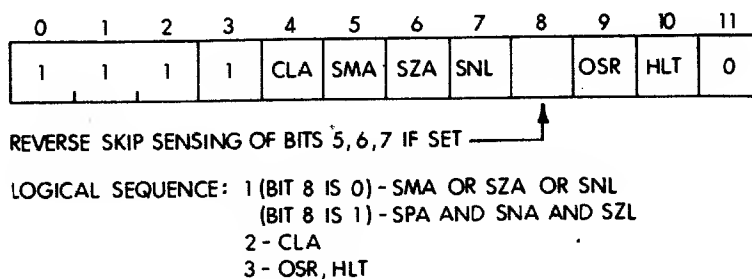 0 1 2 3 4 5 6 7 8 9 10 11
1 1 1 1 CLA SMA SZA SNL OSR HLT 0
REVERSE SKIP SENSING OF BITS 5,6,7 IF SET
LOGICAL SEQUENCE: 1 (BIT 8 IS 0) - SMA OR SZA OR SNL
(BIT 8 IS 1) - SPA AND SNA AND SZL
2 - CLA
3 - OSR, HLT